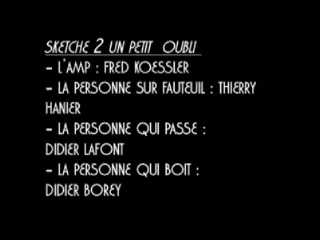 SKETCHE 2 UN PETIT OUBLI
- L'AMP : FRED KOESSLER
- LA PERSONNE SUR FAUTEUIL : THIERRY
HANIER
- LA PERSONNE QUI PASSE :
DIDIER LAFONT
- LA PERSONNE QUI BOIT :
DIDIER BOREY